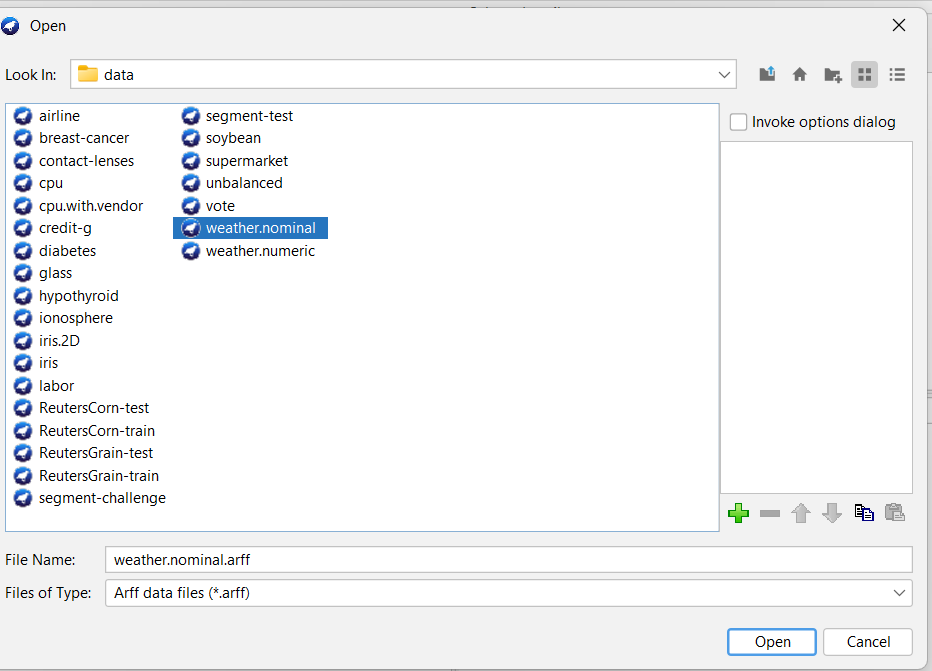 Open
Look In: data
Invoke options dialog
airline
breast-cancer
contact-lenses
cpu
cpu.with.vendor
credit-g
diabetes
glass
hypothyroid
ionosphere
iris.2D
iris
labor
ReutersCorn-test
ReutersCorn-train
ReutersGrain-test
ReutersGrain-train
segment-challenge
segment-test
soybean
supermarket
unbalanced
vote
weather.nominal
weather.numeric
File Name: weather.nominal.arff
Files of Type: Arff data files (*.arff)
Open Cancel